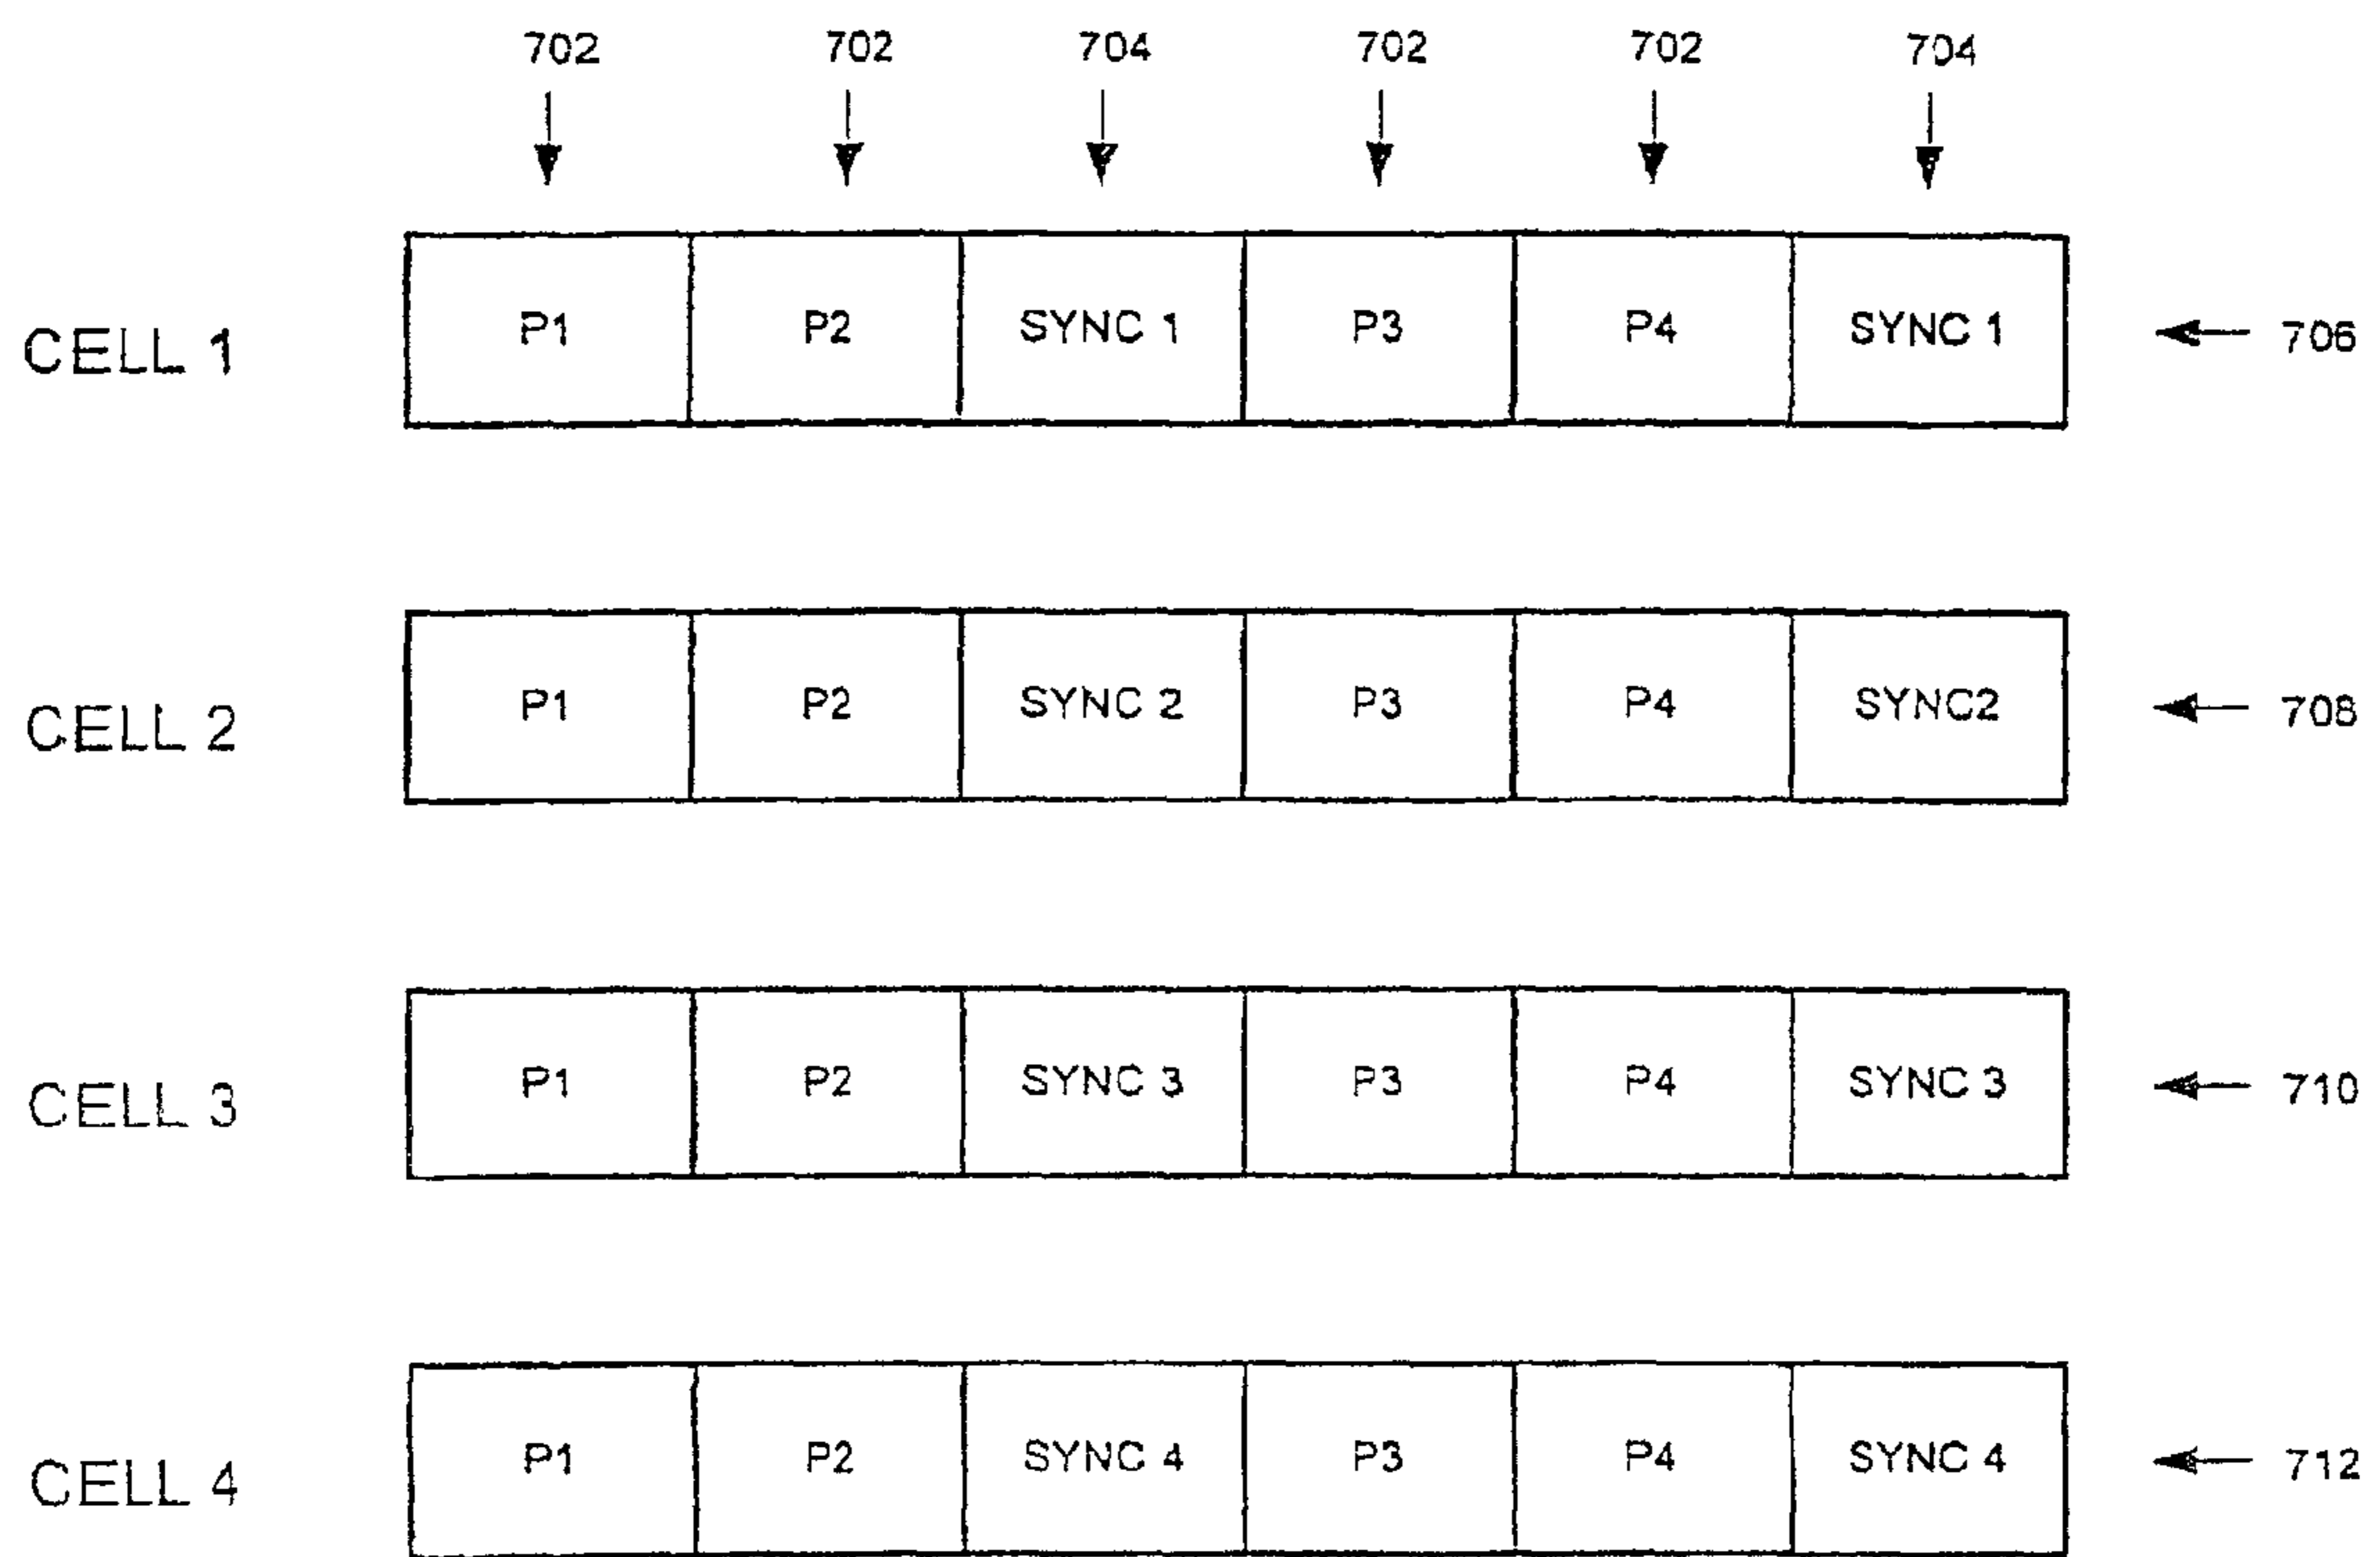 702 702 704 702 702 704
CELL 1 P1 P2 SYNC 1 P3 P4 SYNC 1 706
CELL 2 P1 P2 SYNC 2 P3 P4 SYNC2 708
CELL 3 P1 P2 SYNC 3 P3 P4 SYNC 3 710
CELL 4 P1 P2 SYNC 4 P3 P4 SYNC 4 712